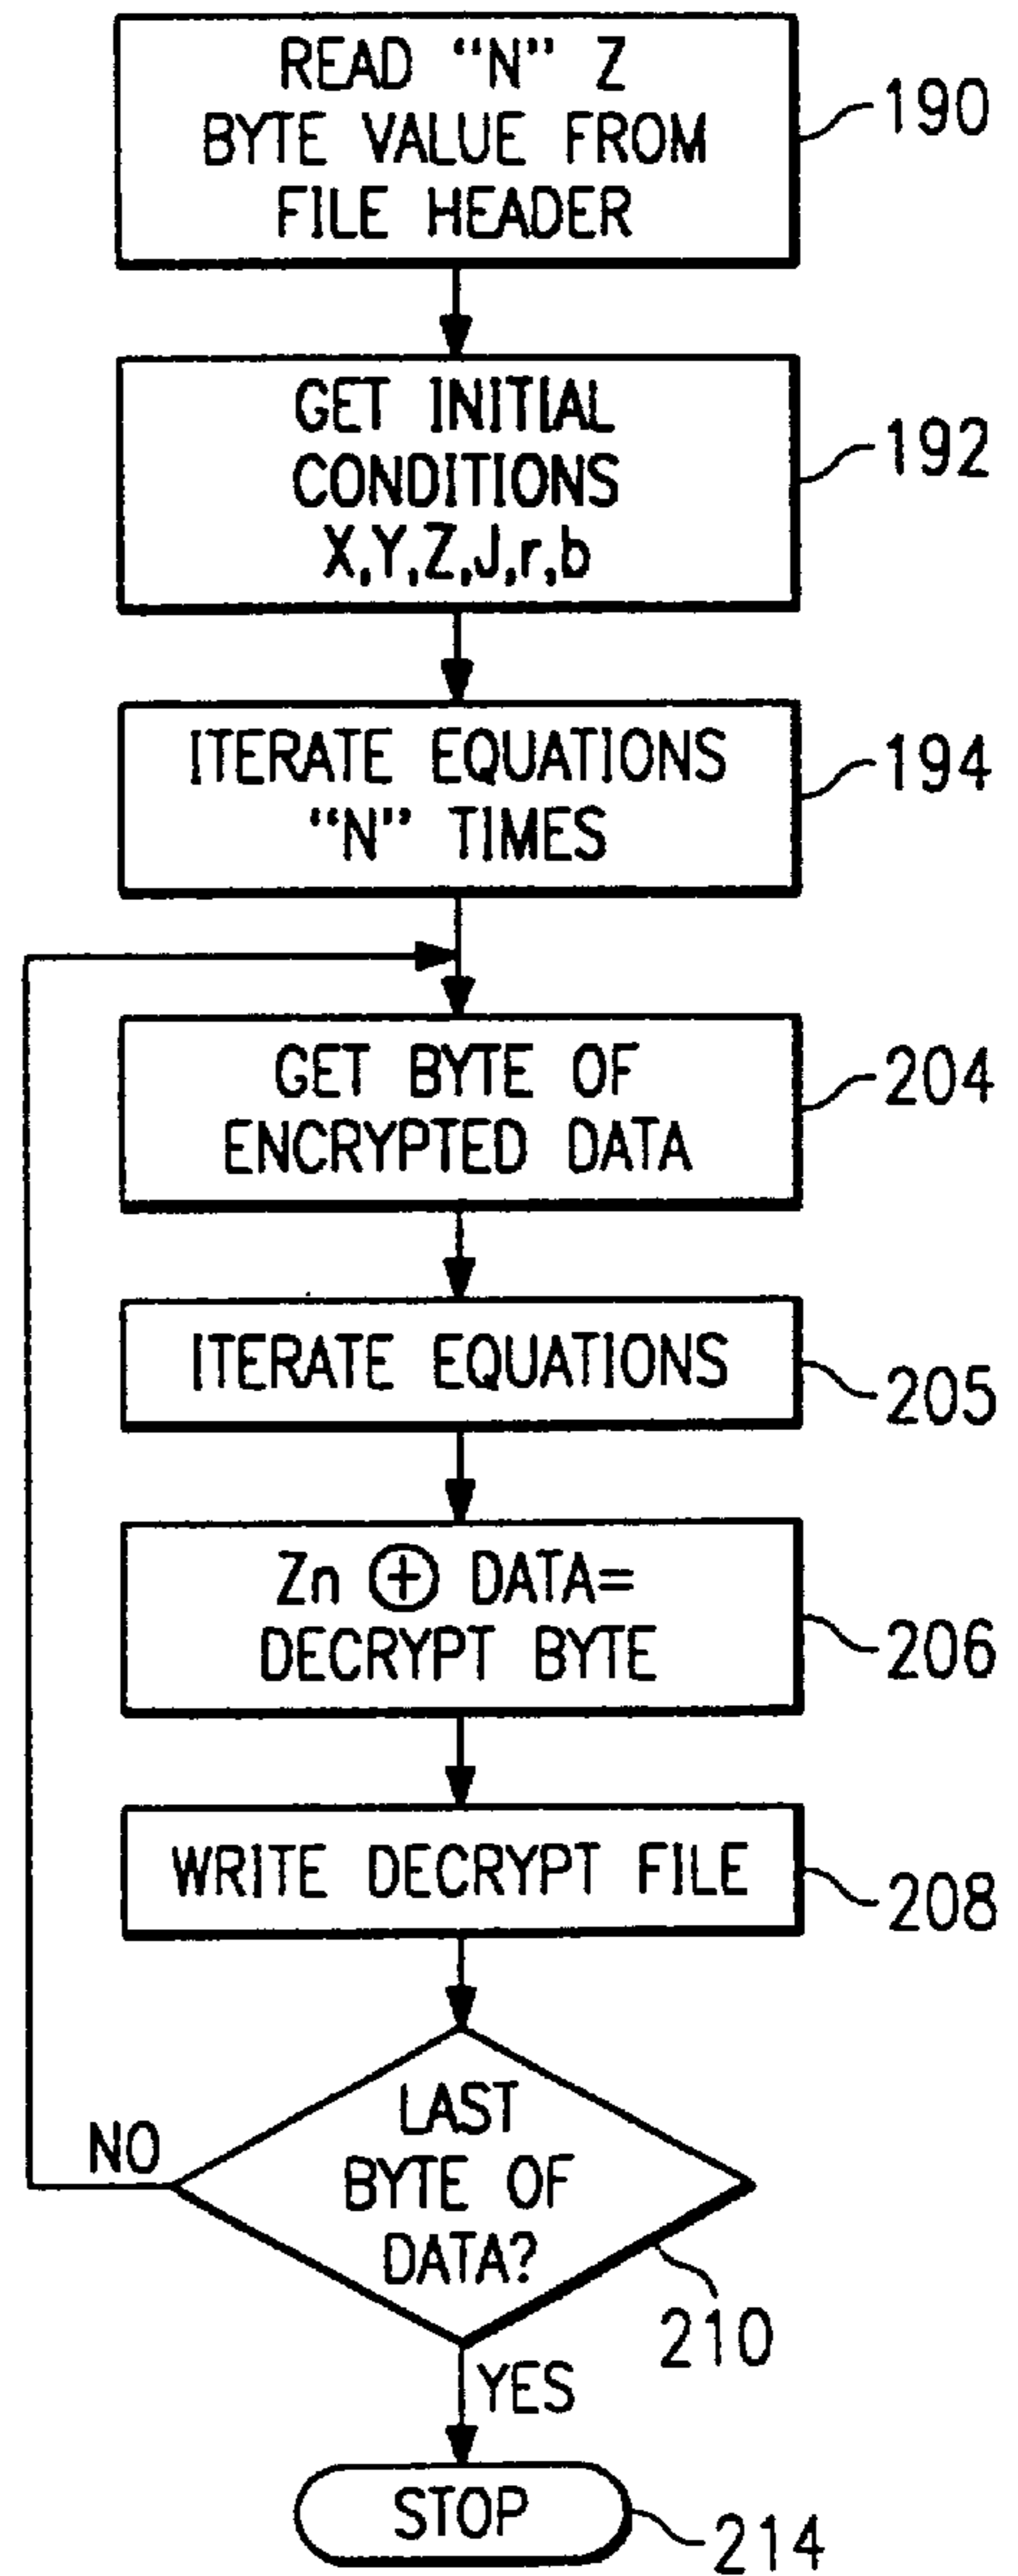 READ “N” Z
BYTE VALUE FROM
FILE HEADER
190
GET INITIAL
CONDITIONS
X,Y,Z,J,r,b
192
ITERATE EQUATIONS
“N” TIMES
194
GET BYTE OF
ENCRYPTED DATA
204
ITERATE EQUATIONS
205
Zn ⊕ DATA=
DECRYPT BYTE
206
WRITE DECRYPT FILE
208
LAST
BYTE OF
DATA?
NO
210
YES
STOP
214